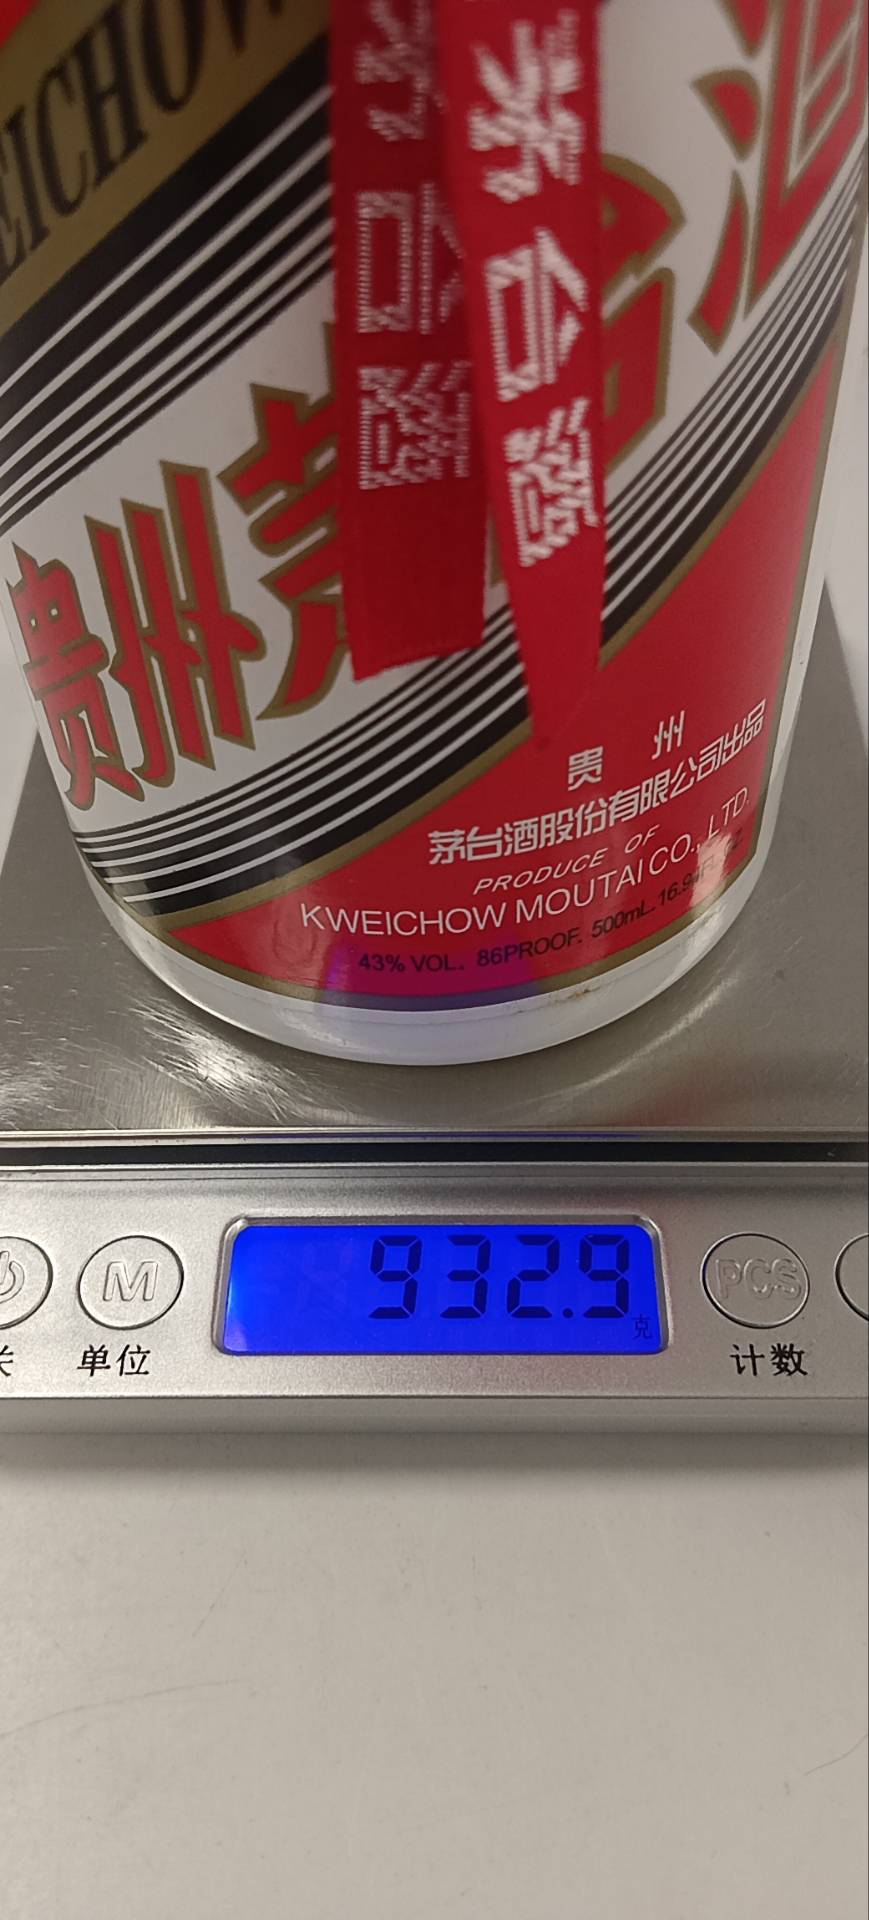 EICHOW
茅台酒
茅台酒
贵州茅台酒
贵州
茅台酒股份有限公司出品
PRODUCE OF
KWEICHOW MOUTAI CO., LTD.
43% VOL. 86PROOF. 500mL.
932.9
克
M
PCS
关
单位
计数